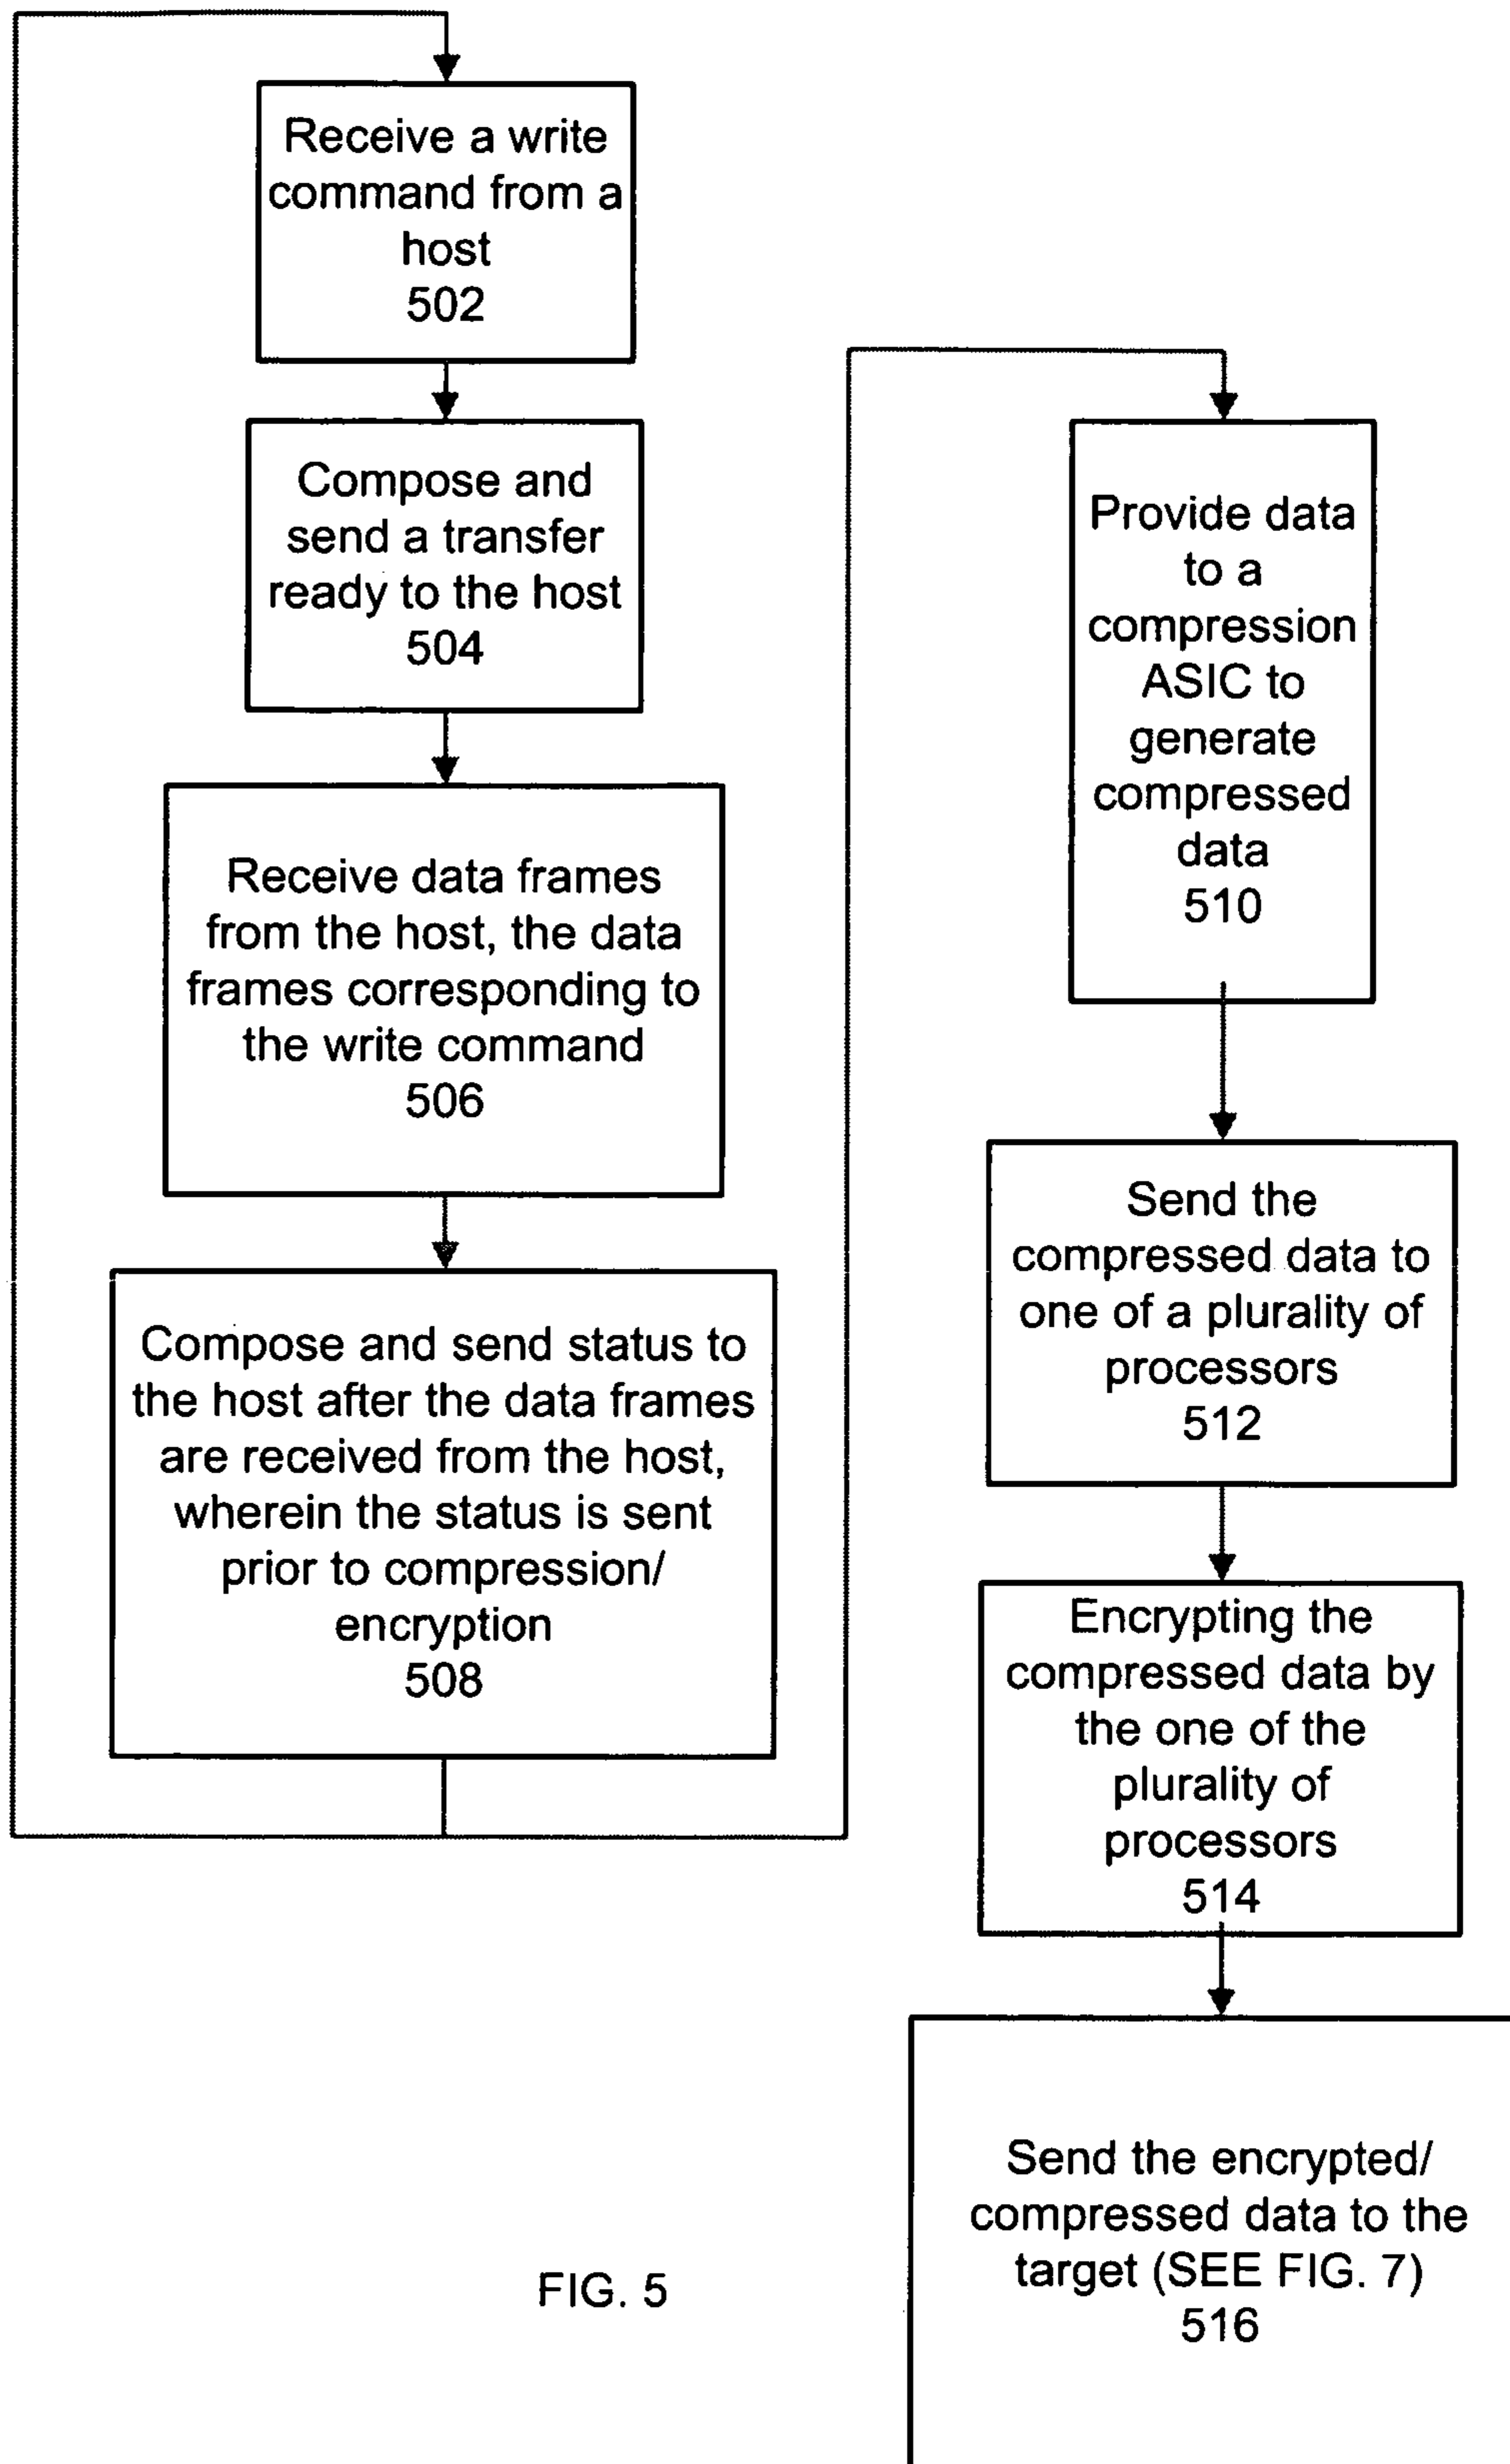 Receive a write
command from a
host
502
Compose and
send a transfer
ready to the host
504
Receive data frames
from the host, the data
frames corresponding to
the write command
506
Compose and send status to
the host after the data frames
are received from the host,
wherein the status is sent
prior to compression/
encryption
508
Provide data
to a
compression
ASIC to
generate
compressed
data
510
Send the
compressed data to
one of a plurality of
processors
512
Encrypting the
compressed data by
the one of the
plurality of
processors
514
Send the encrypted/
compressed data to the
target (SEE FIG. 7)
516
FIG. 5